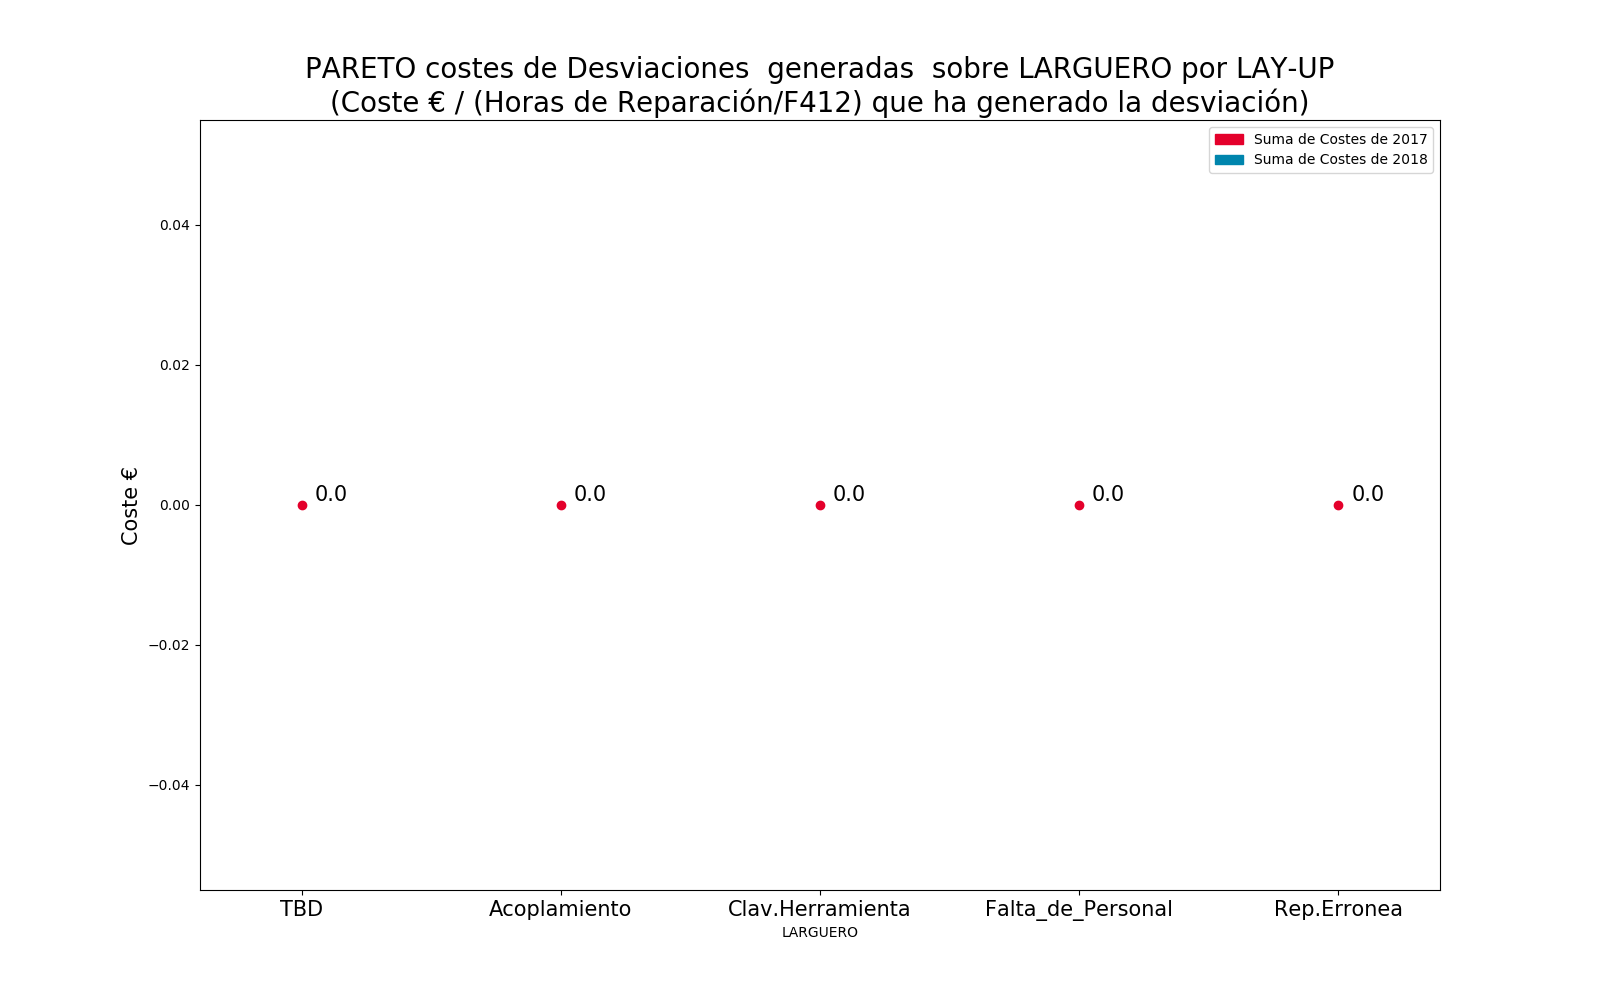 PARETO costes de Desviaciones  generadas  sobre LARGUERO por LAY-UP
(Coste € / (Horas de Reparación/F412) que ha generado la desviación)
Suma de Costes de 2017
Suma de Costes de 2018
0.04
0.02
0.00
−0.02
−0.04
Coste €
0.0 0.0 0.0 0.0 0.0
TBD Acoplamiento Clav.Herramienta Falta_de_Personal Rep.Erronea
LARGUERO